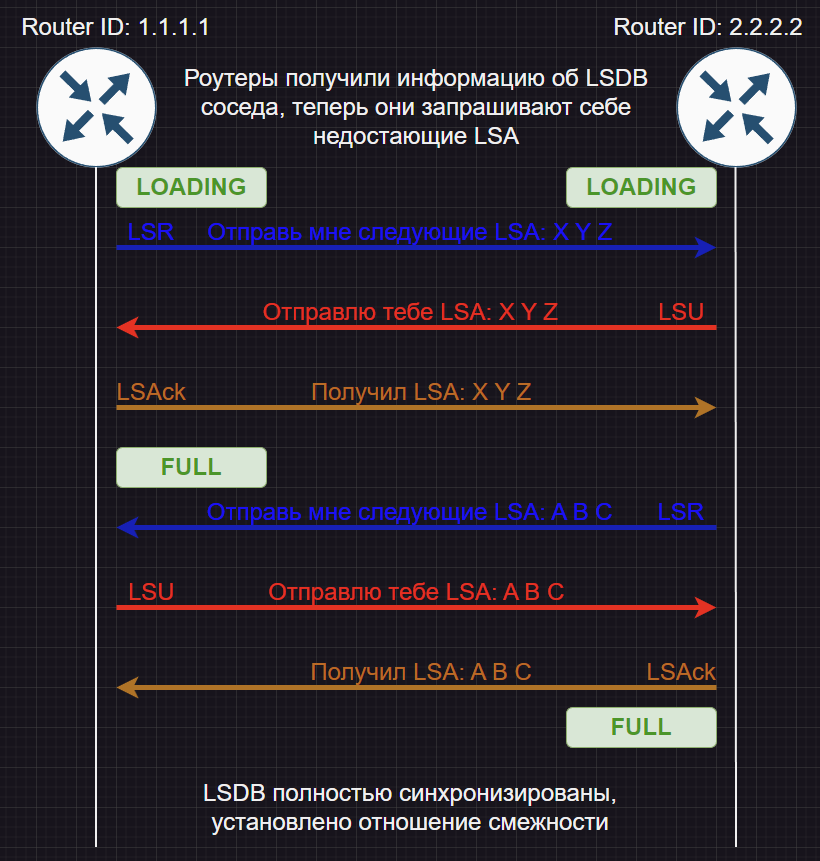 Router ID: 1.1.1.1
Router ID: 2.2.2.2
Роутеры получили информацию об LSDB
соседа, теперь они запрашивают себе
недостающие LSA
LOADING
LOADING
LSR Отправь мне следующие LSA: X Y Z
Отправлю тебе LSA: X Y Z LSU
LSAck Получил LSA: X Y Z
FULL
Отправь мне следующие LSA: A B C LSR
LSU Отправлю тебе LSA: A B C
Получил LSA: A B C LSAck
FULL
LSDB полностью синхронизированы,
установлено отношение смежности